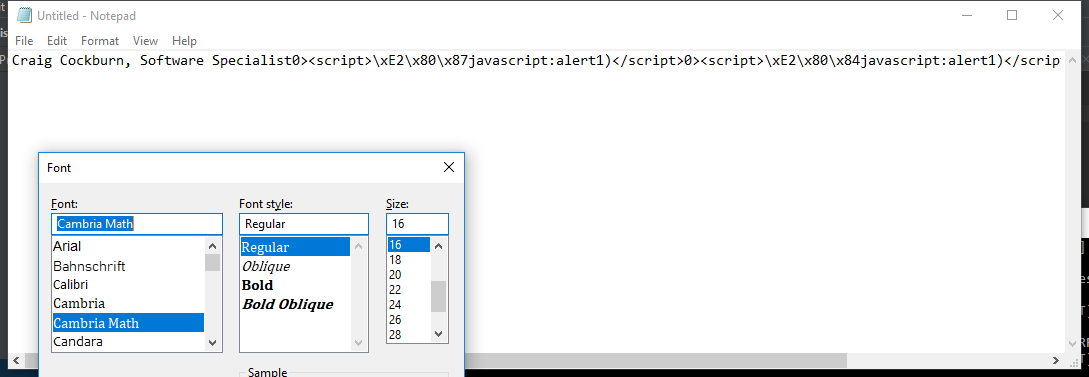 Untitled - Notepad
File Edit Format View Help
Craig Cockburn, Software Specialist0><script>\xE2\x80\x87javascript:alert1)</script>0><script>\xE2\x80\x84javascript:alert1)</script
Font
Font: Font style: Size:
Cambria Math Regular 16
Arial Regular 16
Bahnschrift Oblique 18
Calibri Bold 20
Cambria Bold Oblique 22
Cambria Math 24
Candara 26
28
Sample